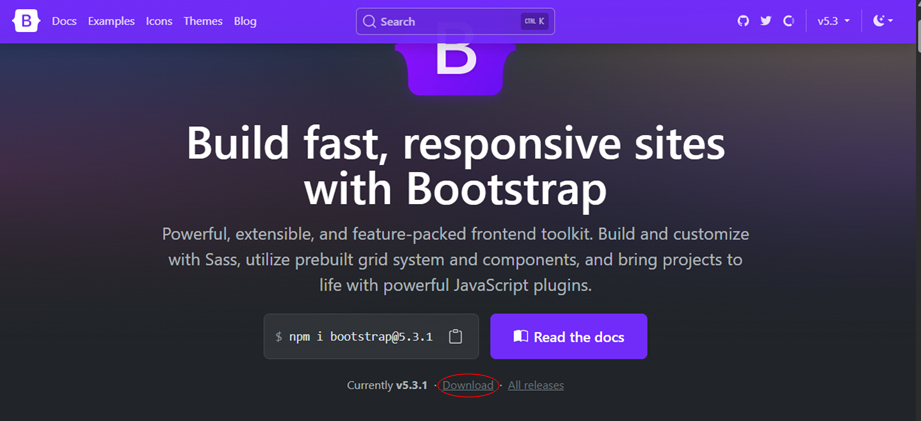 B Docs Examples Icons Themes Blog Search CTRL K v5.3
B
Build fast, responsive sites
with Bootstrap
Powerful, extensible, and feature-packed frontend toolkit. Build and customize
with Sass, utilize prebuilt grid system and components, and bring projects to
life with powerful JavaScript plugins.
$ npm i bootstrap@5.3.1 Read the docs
Currently v5.3.1 · Download · All releases